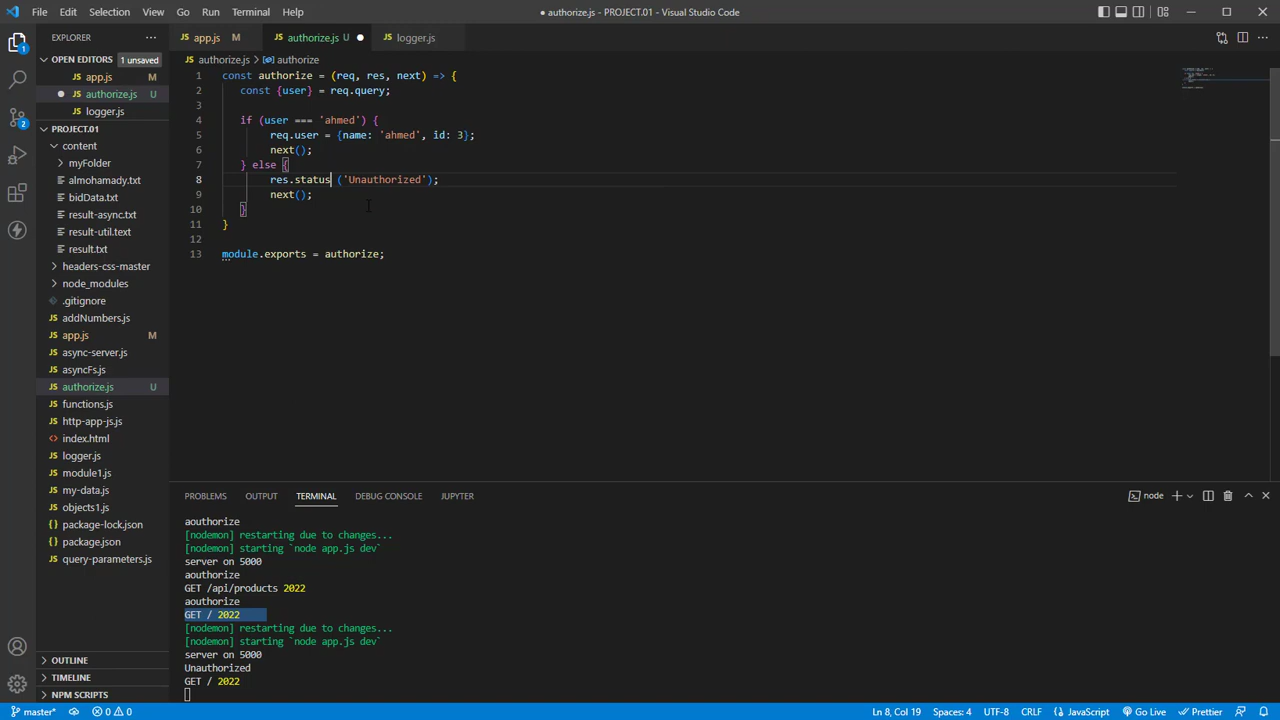 File Edit Selection View Go Run Terminal Help
● authorize.js - PROJECT.01 - Visual Studio Code
EXPLORER ...
OPEN EDITORS 1 unsaved
JS app.js M
● JS authorize.js U
JS logger.js
PROJECT.01
content
myFolder
almohamady.txt
bidData.txt
result-async.txt
result-util.text
result.txt
headers-css-master
node_modules
.gitignore
JS addNumbers.js
JS app.js M
JS async-server.js
JS asyncFs.js
JS authorize.js U
JS functions.js
JS http-app-js.js
<> index.html
JS logger.js
JS module1.js
JS my-data.js
JS objects1.js
{} package-lock.json
{} package.json
JS query-parameters.js
OUTLINE
TIMELINE
NPM SCRIPTS
1
2
JS app.js M JS authorize.js U ● JS logger.js
JS authorize.js > authorize
1 const authorize = (req, res, next) => {
2 const {user} = req.query;
3
4 if (user === 'ahmed') {
5 req.user = {name: 'ahmed', id: 3};
6 next();
7 } else {
8 res.status ('Unauthorized');
9 next();
10 }
11 }
12
13 module.exports = authorize;
PROBLEMS OUTPUT TERMINAL DEBUG CONSOLE JUPYTER
node
aouthorize
[nodemon] restarting due to changes...
[nodemon] starting `node app.js dev`
server on 5000
aouthorize
GET /api/products 2022
aouthorize
GET / 2022
[nodemon] restarting due to changes...
[nodemon] starting `node app.js dev`
server on 5000
Unauthorized
GET / 2022
master* 0 0 Ln 8, Col 19 Spaces: 4 UTF-8 CRLF {} JavaScript Go Live Prettier